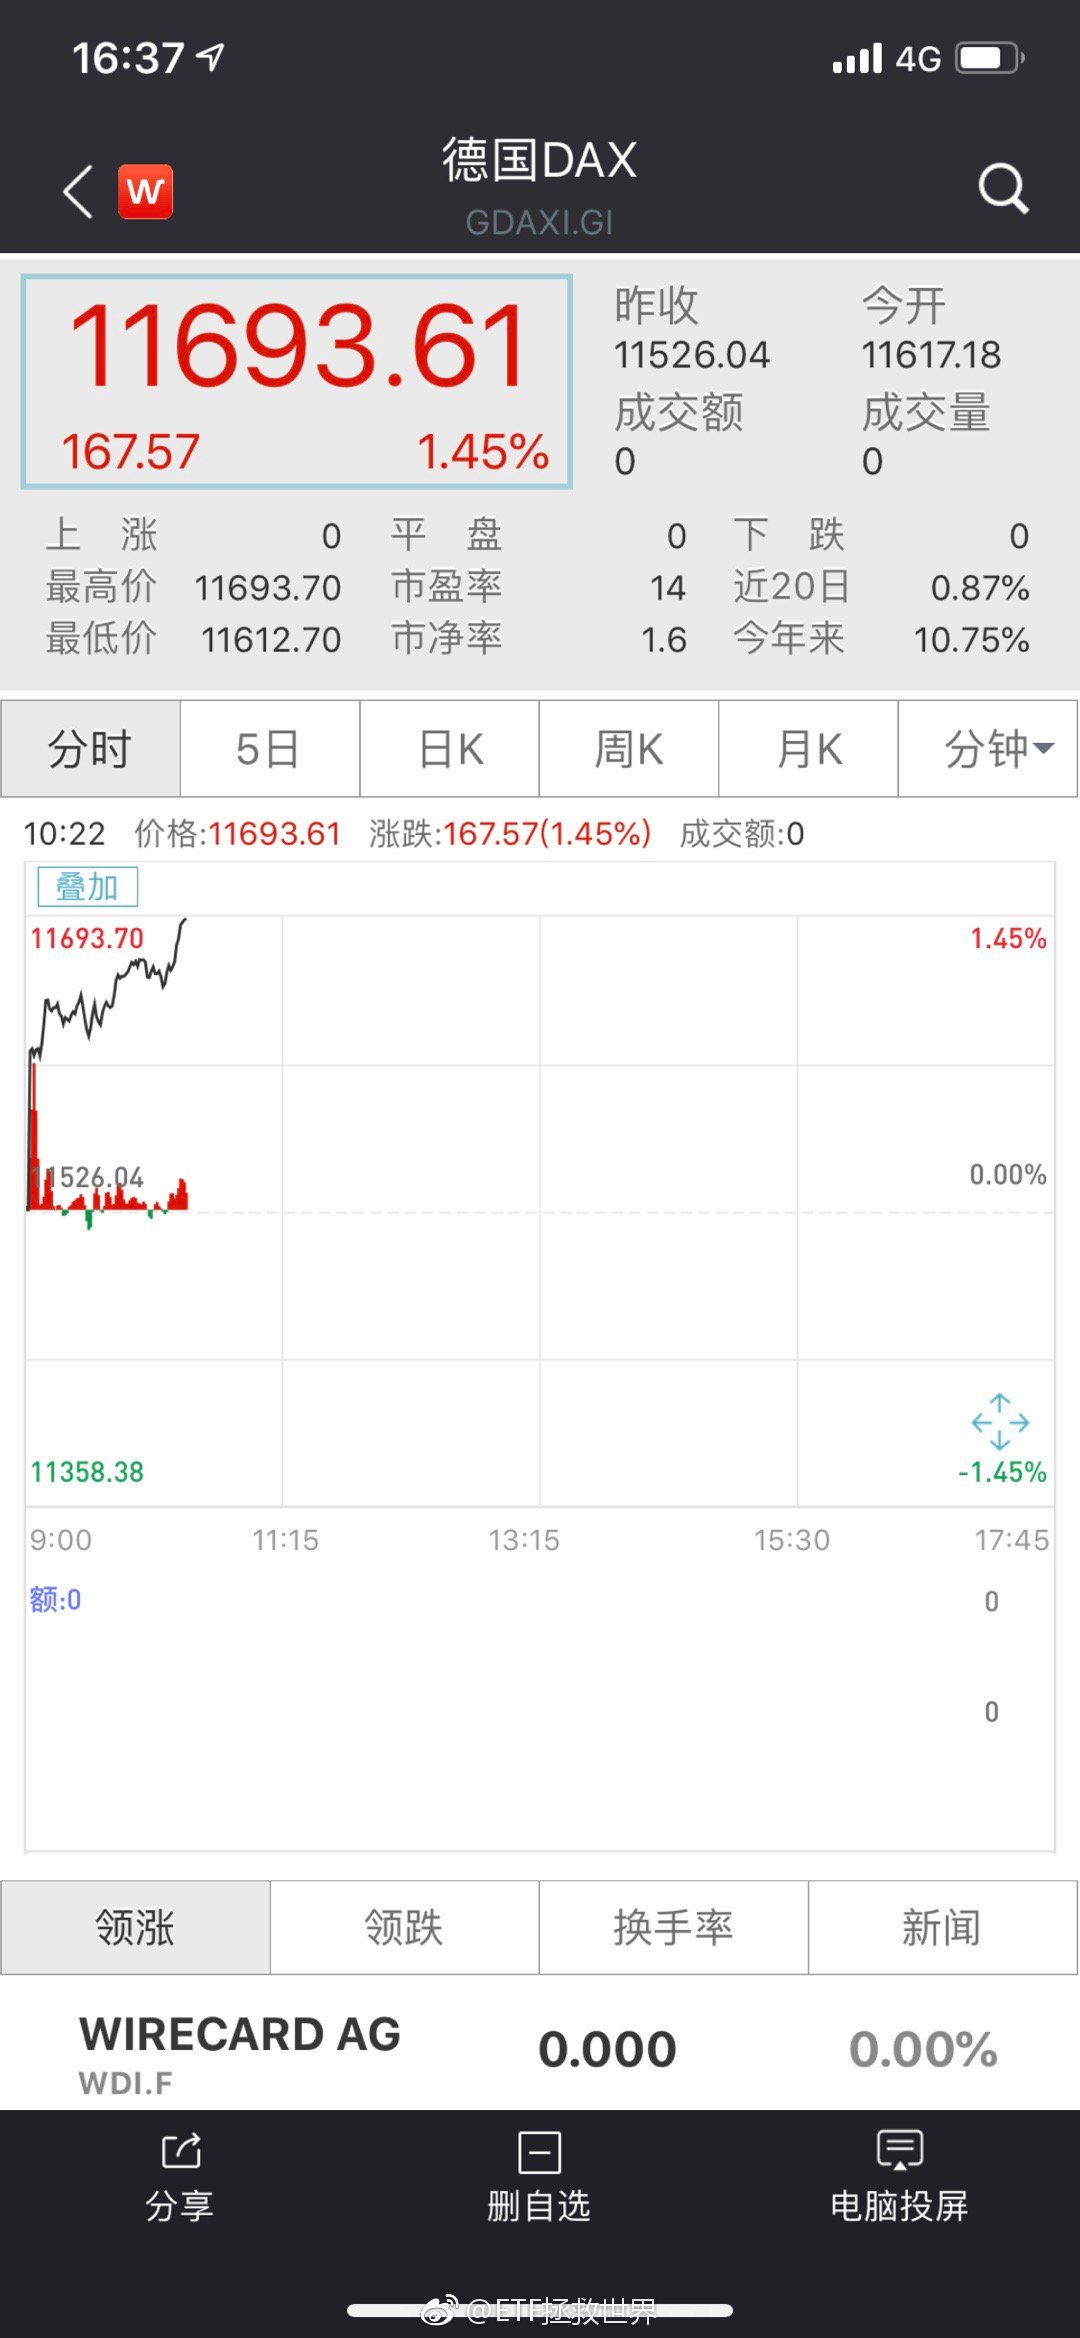 16:37 4G
W 德国DAX
GDAXI.GI
11693.61
167.57 1.45%
昨收 今开
11526.04 11617.18
成交额 成交量
0 0
上 涨 0 平 盘 0 下 跌 0
最高价 11693.70 市盈率 14 近20日 0.87%
最低价 11612.70 市净率 1.6 今年来 10.75%
分时 5日 日K 周K 月K 分钟
10:22 价格:11693.61 涨跌:167.57(1.45%) 成交额:0
叠加
11693.70 1.45%
11526.04 0.00%
11358.38 -1.45%
9:00 11:15 13:15 15:30 17:45
额:0 0
0
领涨 领跌 换手率 新闻
WIRECARD AG 0.000 0.00%
WDI.F
分享 删自选 电脑投屏
@ETF拯救世界